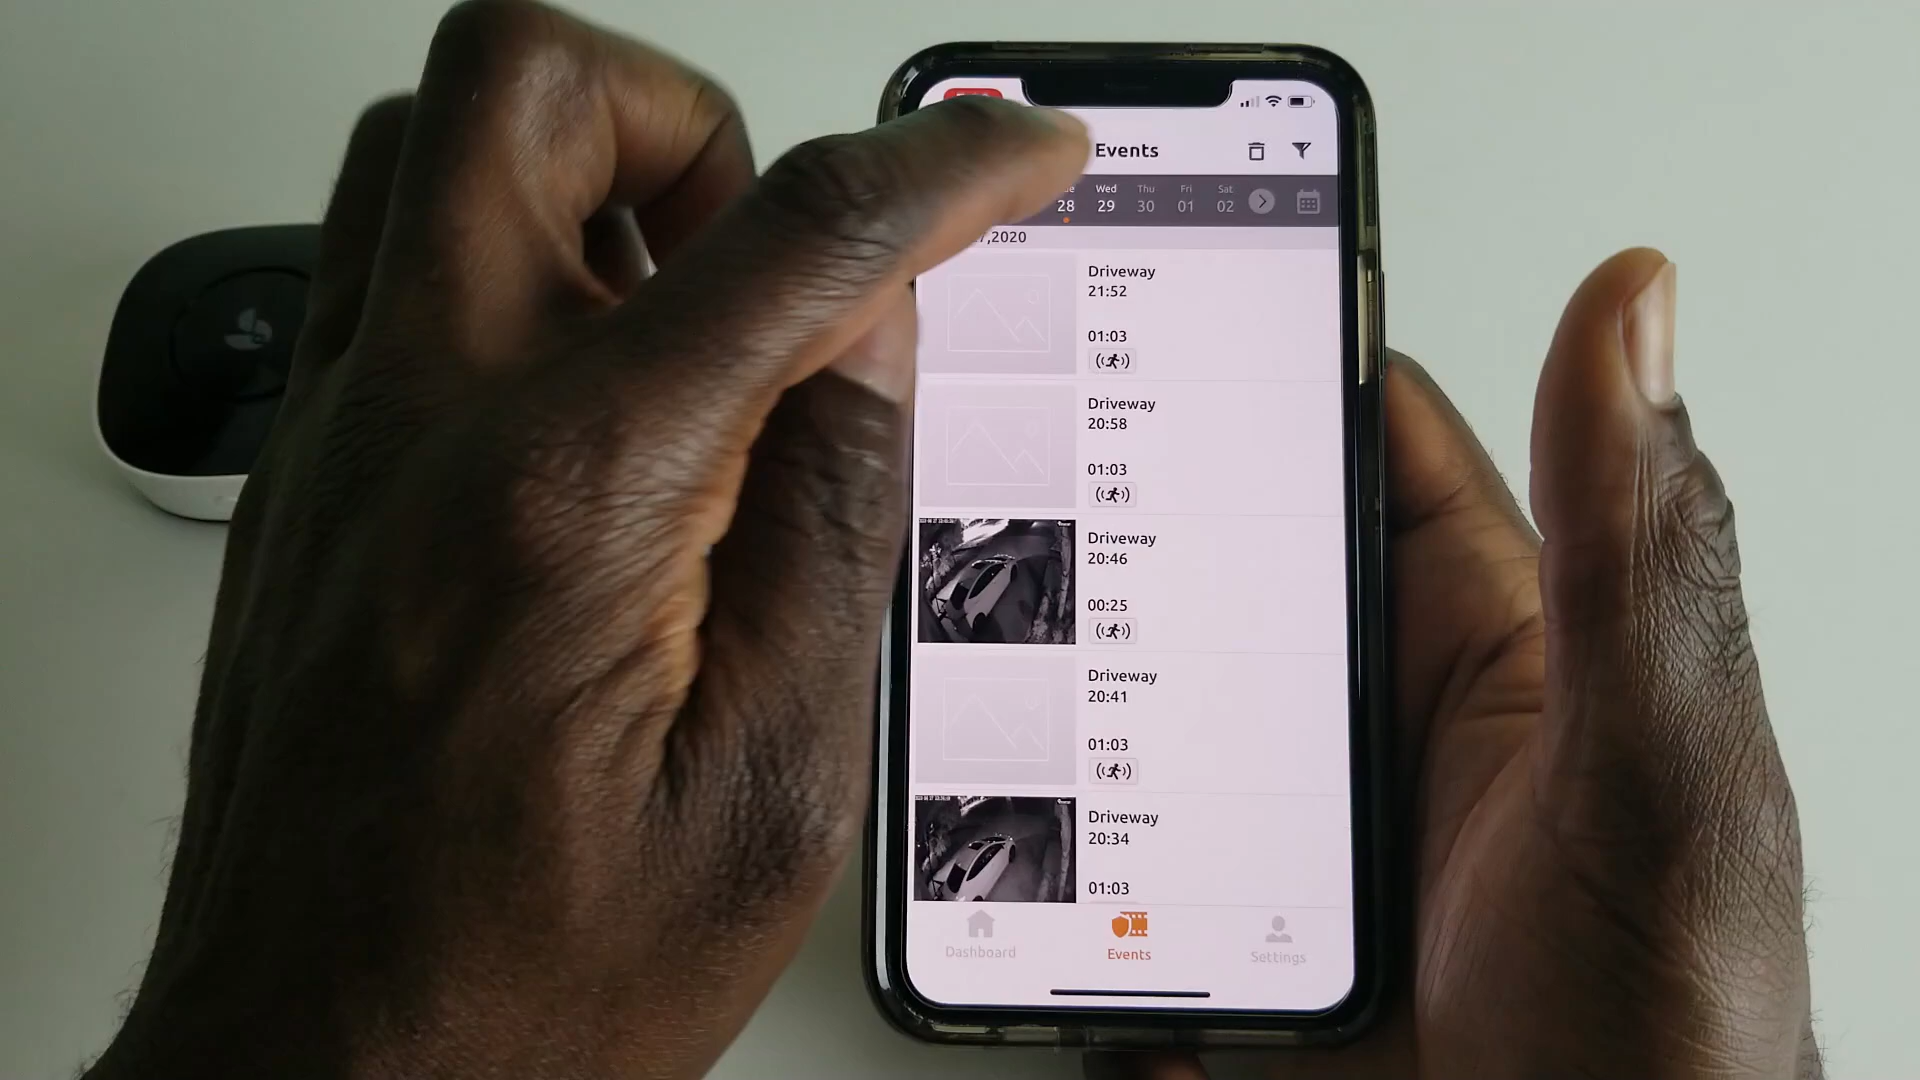 Events
Wed Thu Fri Sat
28 29 30 01 02
7,2020
Driveway
21:52
01:03
Driveway
20:58
01:03
Driveway
20:46
00:25
Driveway
20:41
01:03
Driveway
20:34
01:03
Dashboard Events Settings